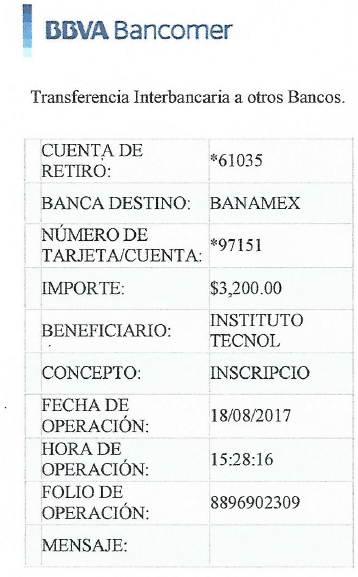 BBVA Bancomer
Transferencia Interbancaria a otros Bancos.
CUENTA DE
RETIRO:
*61035
BANCA DESTINO: BANAMEX
NÚMERO DE
TARJETA/CUENTA:
*97151
IMPORTE: $3,200.00
BENEFICIARIO:
INSTITUTO
TECNOL
CONCEPTO: INSCRIPCIO
FECHA DE
OPERACIÓN:
18/08/2017
HORA DE
OPERACIÓN:
15:28:16
FOLIO DE
OPERACIÓN:
8896902309
MENSAJE: